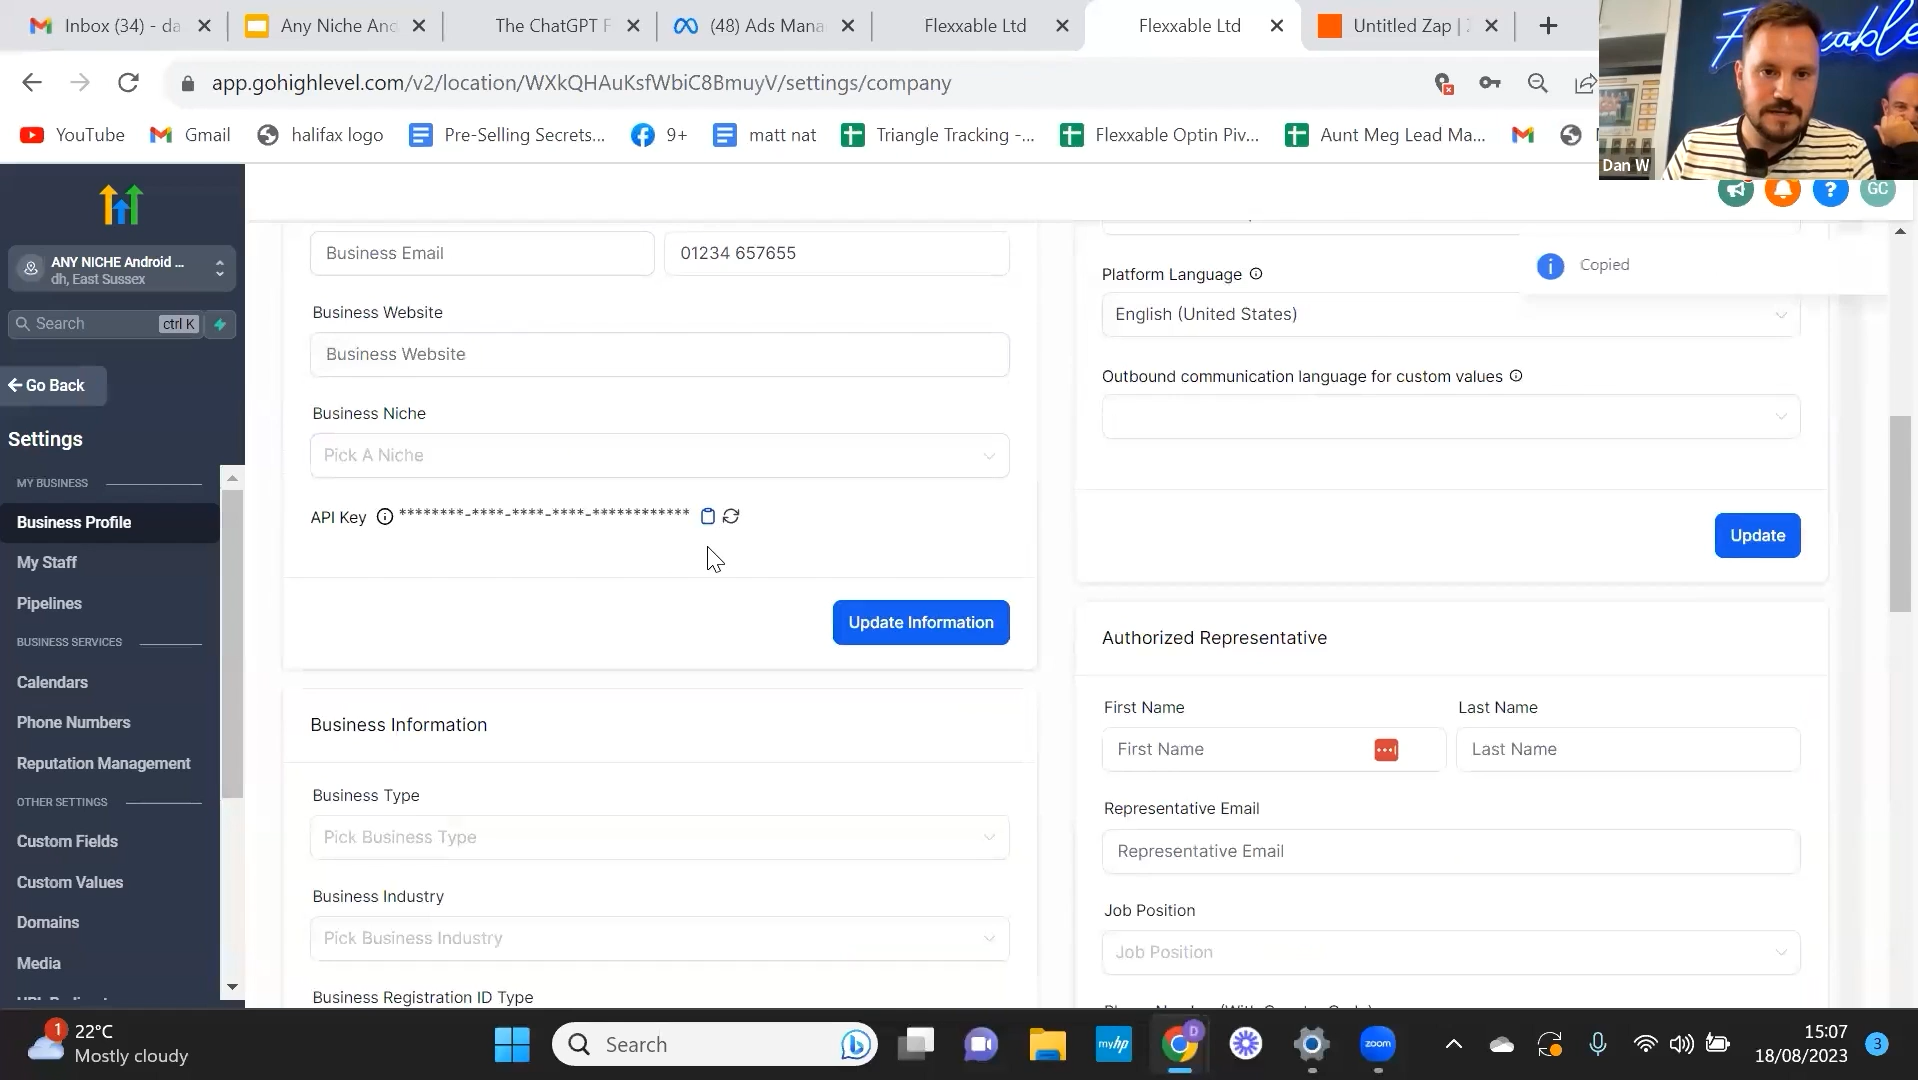 Inbox (34) - da
Any Niche And
The ChatGPT F
(48) Ads Mana
Flexxable Ltd
Flexxable Ltd
Untitled Zap |
app.gohighlevel.com/v2/location/WXkQHAuKsfWbiC8BmuyV/settings/company
YouTube
Gmail
halifax logo
Pre-Selling Secrets...
9+
matt nat
Triangle Tracking -...
Flexxable Optin Piv...
Aunt Meg Lead Ma...
Dan W
GC
ANY NICHE Android ...
dh, East Sussex
Search
ctrl K
Go Back
Settings
MY BUSINESS
Business Profile
My Staff
Pipelines
BUSINESS SERVICES
Calendars
Phone Numbers
Reputation Management
OTHER SETTINGS
Custom Fields
Custom Values
Domains
Media
Business Email
01234 657655
Business Website
Business Website
Business Niche
Pick A Niche
API Key ********-****-****-****-************
Update Information
Business Information
Business Type
Pick Business Type
Business Industry
Pick Business Industry
Business Registration ID Type
Copied
Platform Language
English (United States)
Outbound communication language for custom values
Update
Authorized Representative
First Name
Last Name
First Name
Last Name
Representative Email
Representative Email
Job Position
Job Position
1
22°C
Mostly cloudy
Search
myhp
D
zoom
15:07
18/08/2023
3